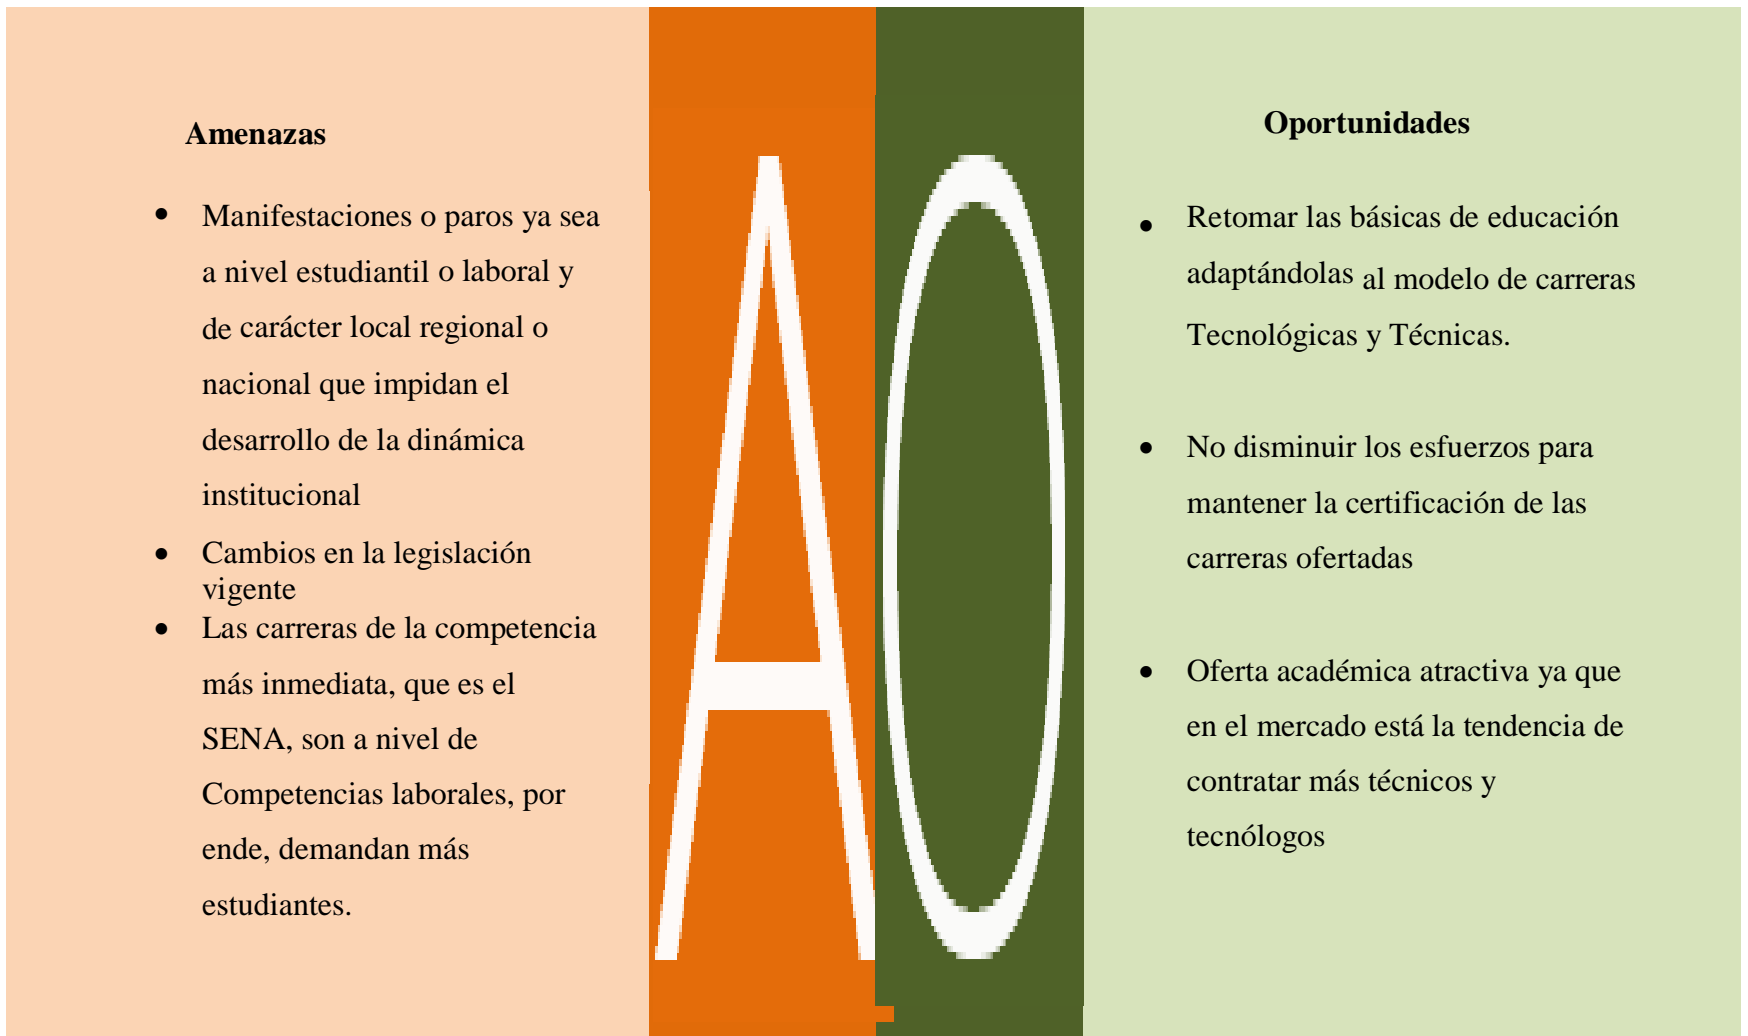 Amenazas
• Manifestaciones o paros ya sea
a nivel estudiantil o laboral y
de carácter local regional o
nacional que impidan el
desarrollo de la dinámica
institucional
• Cambios en la legislación
vigente
• Las carreras de la competencia
más inmediata, que es el
SENA, son a nivel de
Competencias laborales, por
ende, demandan más
estudiantes.
A
O
Oportunidades
• Retomar las básicas de educación
adaptándolas al modelo de carreras
Tecnológicas y Técnicas.
• No disminuir los esfuerzos para
mantener la certificación de las
carreras ofertadas
• Oferta académica atractiva ya que
en el mercado está la tendencia de
contratar más técnicos y
tecnólogos